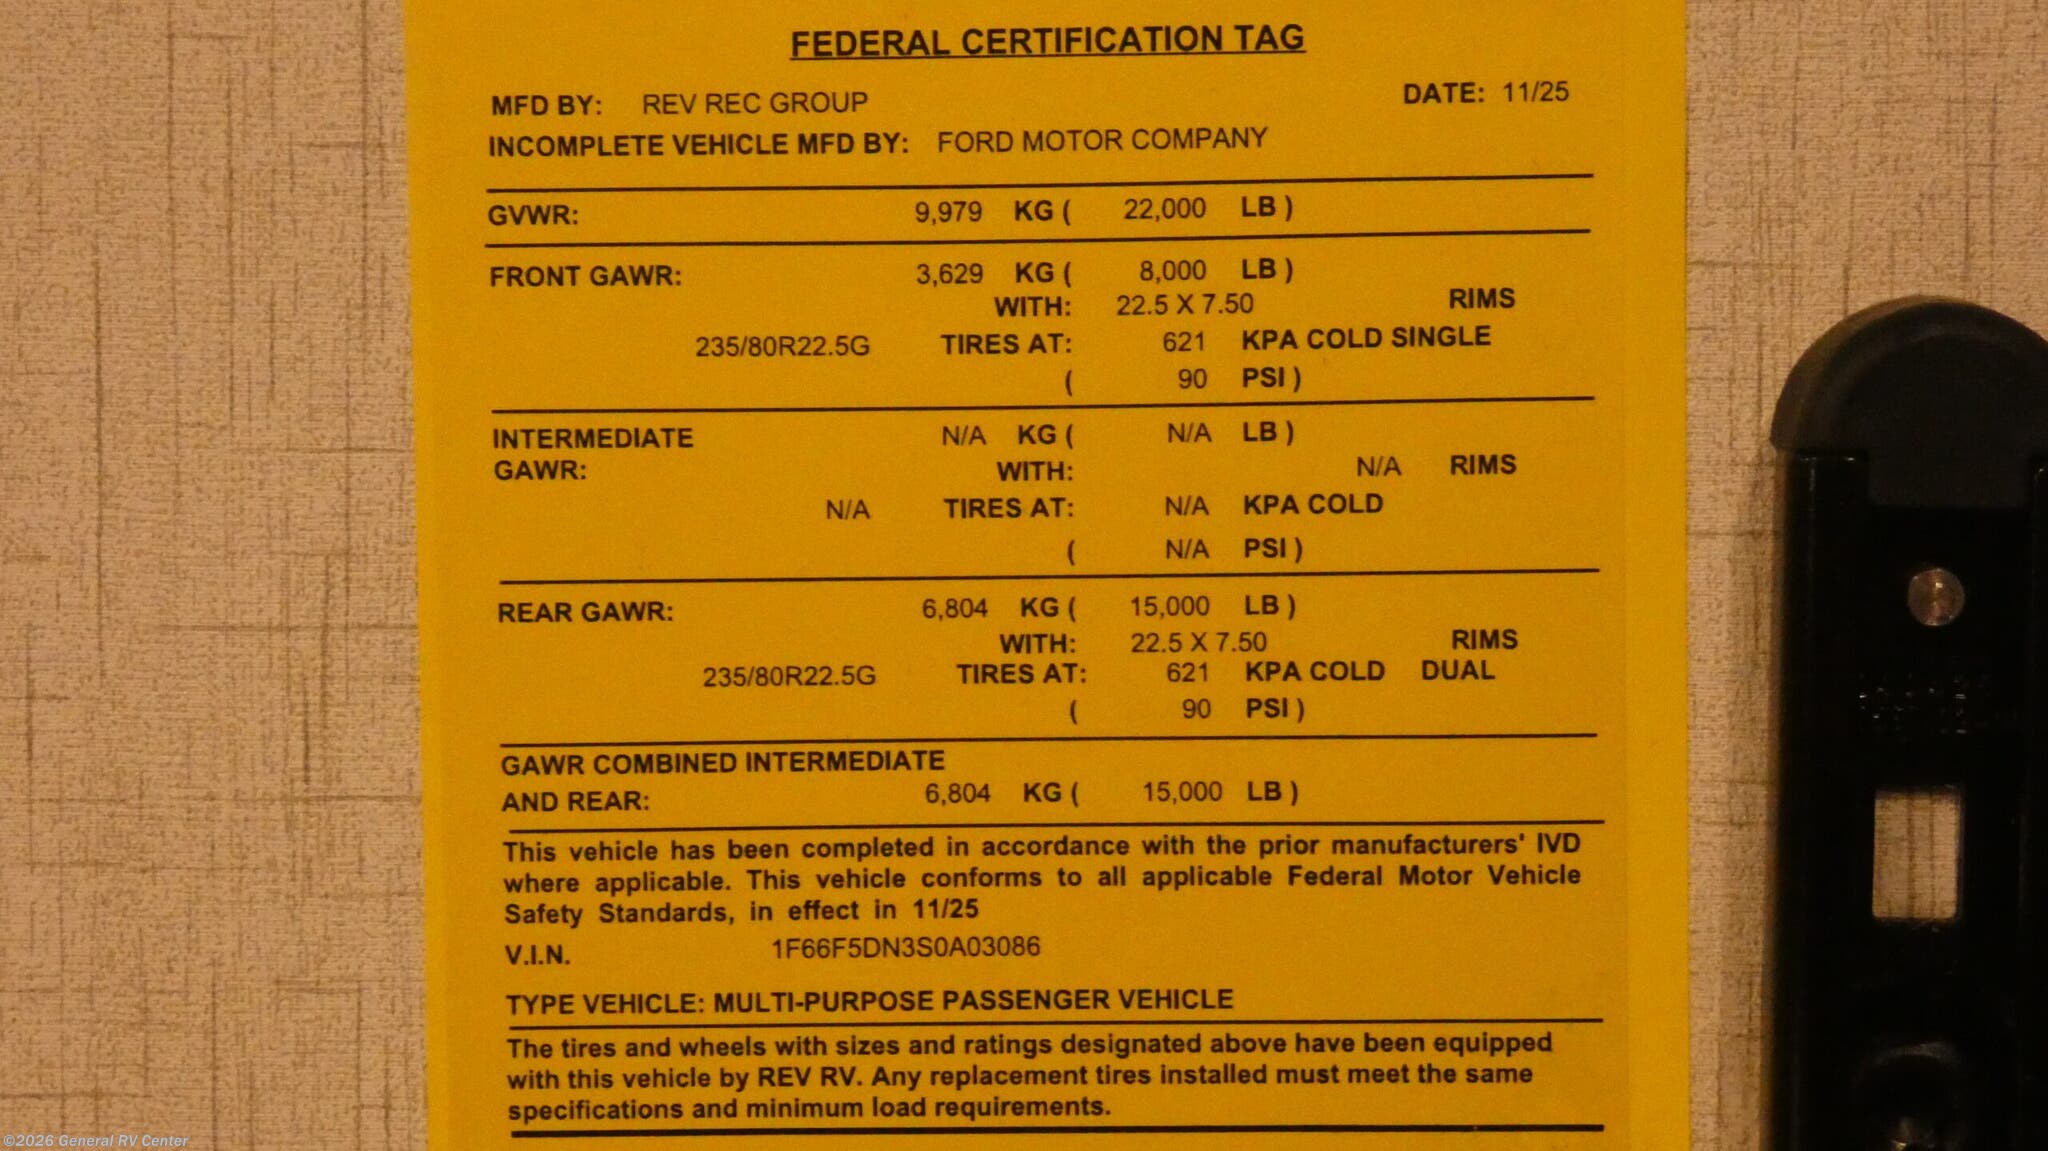 FEDERAL CERTIFICATION TAG
MFD BY: REV REC GROUP DATE: 11/25
INCOMPLETE VEHICLE MFD BY: FORD MOTOR COMPANY
GVWR: 9,979 KG ( 22,000 LB )
FRONT GAWR: 3,629 KG ( 8,000 LB )
WITH: 22.5 X 7.50 RIMS
235/80R22.5G TIRES AT: 621 KPA COLD SINGLE
( 90 PSI )
INTERMEDIATE N/A KG ( N/A LB )
GAWR: WITH: N/A RIMS
N/A TIRES AT: N/A KPA COLD
( N/A PSI )
REAR GAWR: 6,804 KG ( 15,000 LB )
WITH: 22.5 X 7.50 RIMS
235/80R22.5G TIRES AT: 621 KPA COLD DUAL
( 90 PSI )
GAWR COMBINED INTERMEDIATE
AND REAR: 6,804 KG ( 15,000 LB )
This vehicle has been completed in accordance with the prior manufacturers' IVD
where applicable. This vehicle conforms to all applicable Federal Motor Vehicle
Safety Standards, in effect in 11/25
V.I.N. 1F66F5DN3S0A03086
TYPE VEHICLE: MULTI-PURPOSE PASSENGER VEHICLE
The tires and wheels with sizes and ratings designated above have been equipped
with this vehicle by REV RV. Any replacement tires installed must meet the same
specifications and minimum load requirements.
©2026 General RV Center